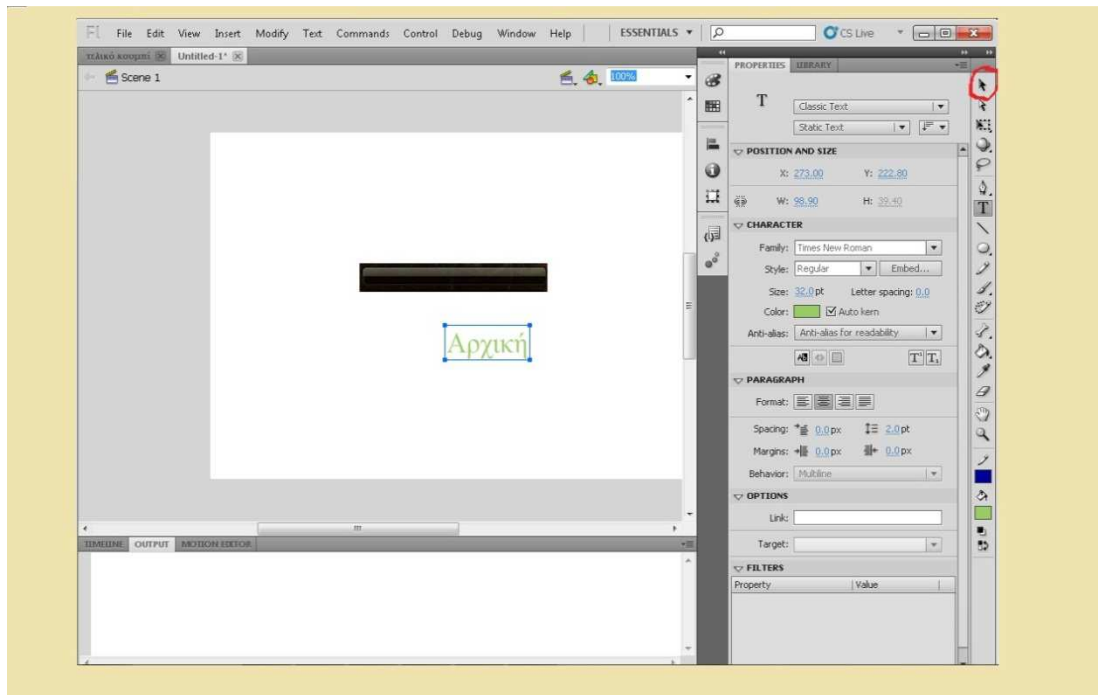 Fl File Edit View Insert Modify Text Commands Control Debug Window Help ESSENTIALS CS Live
τελικό κουμπί Untitled-1*
Scene 1 100%
PROPERTIES LIBRARY
T Classic Text
Static Text
POSITION AND SIZE
X: 273.00 Y: 222.80
W: 98.90 H: 39.40
CHARACTER
Family: Times New Roman
Style: Regular Embed...
Size: 32.0 pt Letter spacing: 0.0
Color: Auto kern
Anti-alias: Anti-alias for readability
PARAGRAPH
Format:
Spacing: 0.0 px 2.0 pt
Margins: 0.0 px 0.0 px
Behavior: Multiline
OPTIONS
Link:
Target:
FILTERS
Property Value
Αρχική
TIMELINE OUTPUT MOTION EDITOR